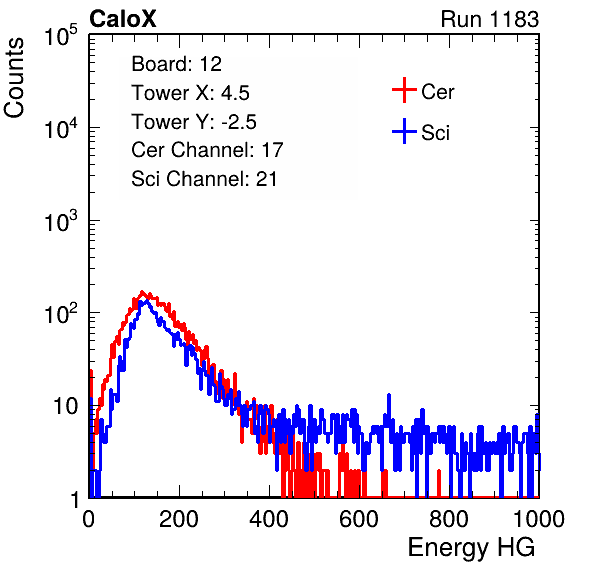 CaloX Run 1183
Counts
10^5
10^4
10^3
10^2
10
1
Board: 12
Tower X: 4.5
Tower Y: -2.5
Cer Channel: 17
Sci Channel: 21
Cer
Sci
0 200 400 600 800 1000
Energy HG